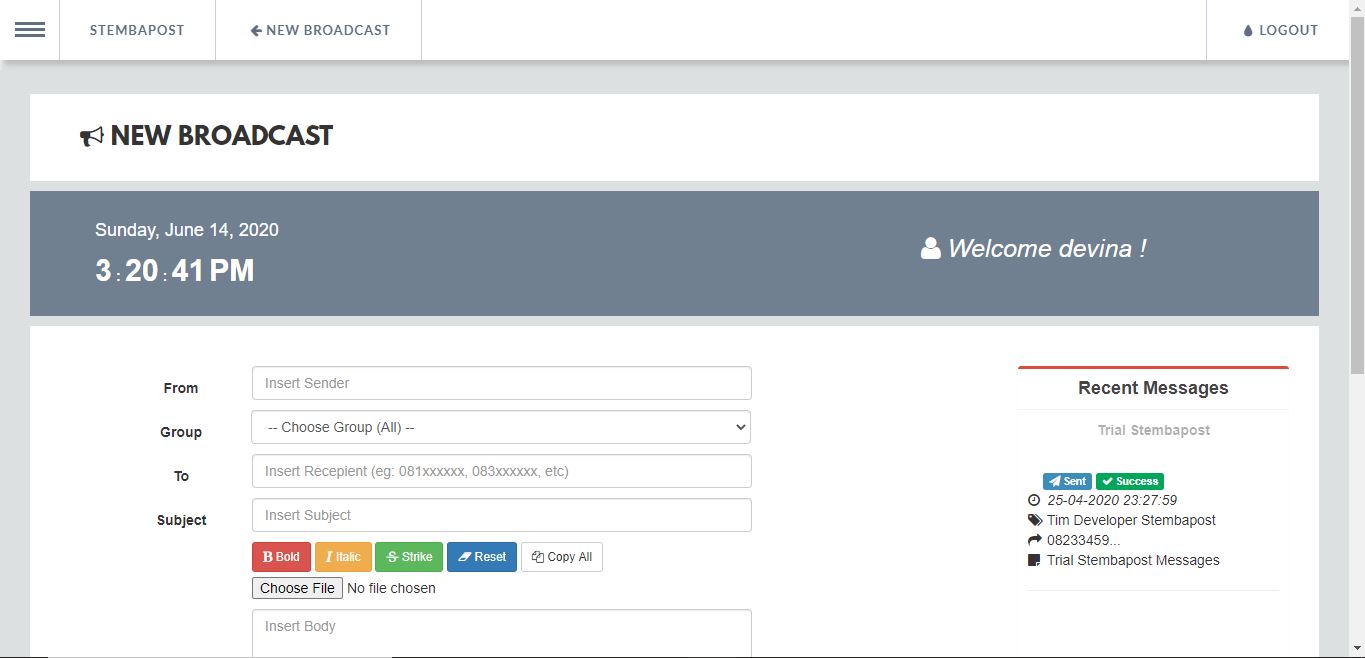 STEMBAPOST
NEW BROADCAST
LOGOUT
NEW BROADCAST
Sunday, June 14, 2020
3 : 20 : 41 PM
Welcome devina !
From
Insert Sender
Group
-- Choose Group (All) --
To
Insert Recepient (eg: 081xxxxxx, 083xxxxxx, etc)
Subject
Insert Subject
B Bold
I Italic
S Strike
Reset
Copy All
Choose File No file chosen
Insert Body
Recent Messages
Trial Stembapost
Sent Success
25-04-2020 23:27:59
Tim Developer Stembapost
08233459...
Trial Stembapost Messages